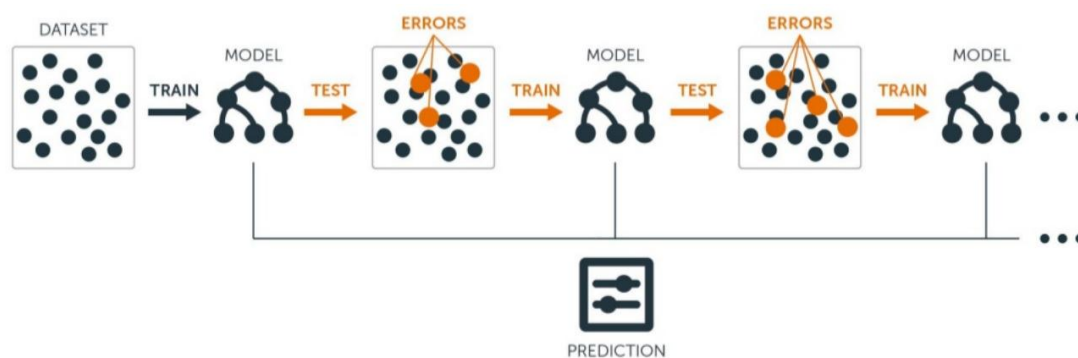 DATASET
TRAIN
MODEL
TEST
ERRORS
TRAIN
MODEL
TEST
ERRORS
TRAIN
MODEL
PREDICTION